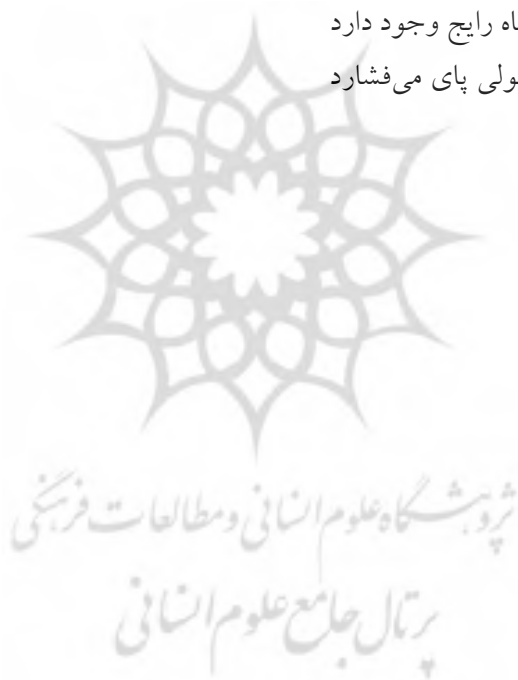 اه رایج وجود دارد
ولی پای می‌فشارد
پژوهشگاه علوم انسانی و مطالعات فرهنگی
پرتال جامع علوم انسانی